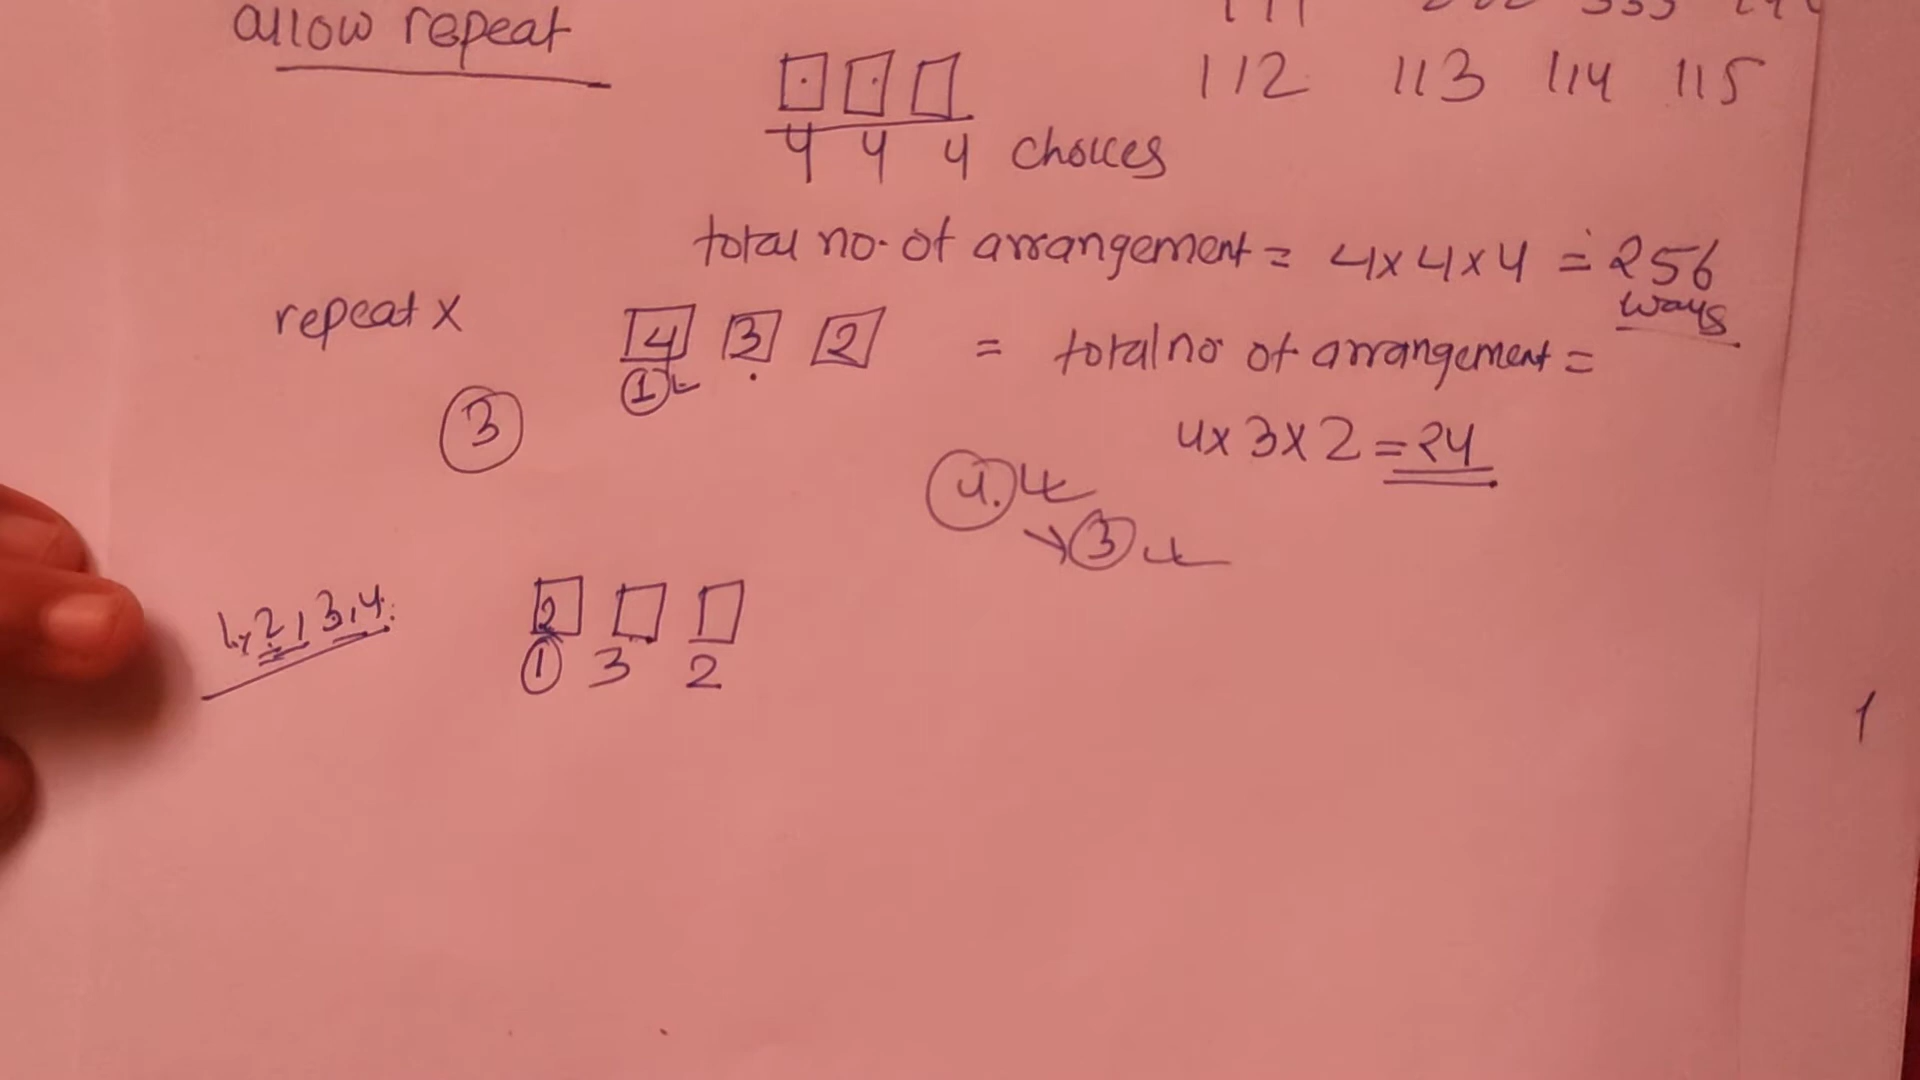 allow repeat
112 113 114 115
4 4 4 choices
total no. of arrangement = 4x4x4 = 256
ways
repeat x 4 3 2 = total no of arrangement =
1
3
4x3x2 = 24
4. 4
3
1, 2, 3, 4. 2
1 3 2
1